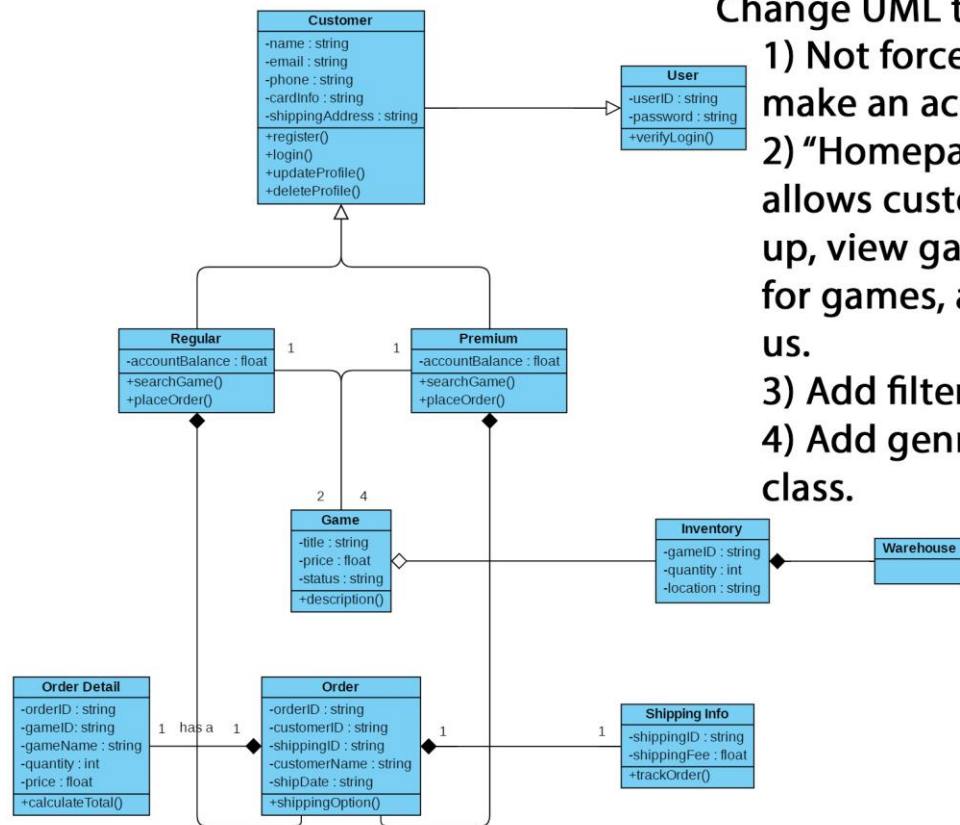 Change UML t
1) Not force
make an ac
2) “Homepa
allows custo
up, view ga
for games, a
us.
3) Add filter
4) Add genr
class.
Customer
-name : string
-email : string
-phone : string
-cardInfo : string
-shippingAddress : string
+register()
+login()
+updateProfile()
+deleteProfile()
User
-userID : string
-password : string
+verifyLogin()
Regular
-accountBalance : float
+searchGame()
+placeOrder()
1
1
Premium
-accountBalance : float
+searchGame()
+placeOrder()
2 4
Game
-title : string
-price : float
-status : string
+description()
Inventory
-gameID : string
-quantity : int
-location : string
Warehouse
Order Detail
-orderID : string
-gameID: string
-gameName : string
-quantity : int
-price : float
+calculateTotal()
1 has a 1
Order
-orderID : string
-customerID : string
-shippingID : string
-customerName : string
-shipDate : string
+shippingOption()
1
1
Shipping Info
-shippingID : string
-shippingFee : float
+trackOrder()